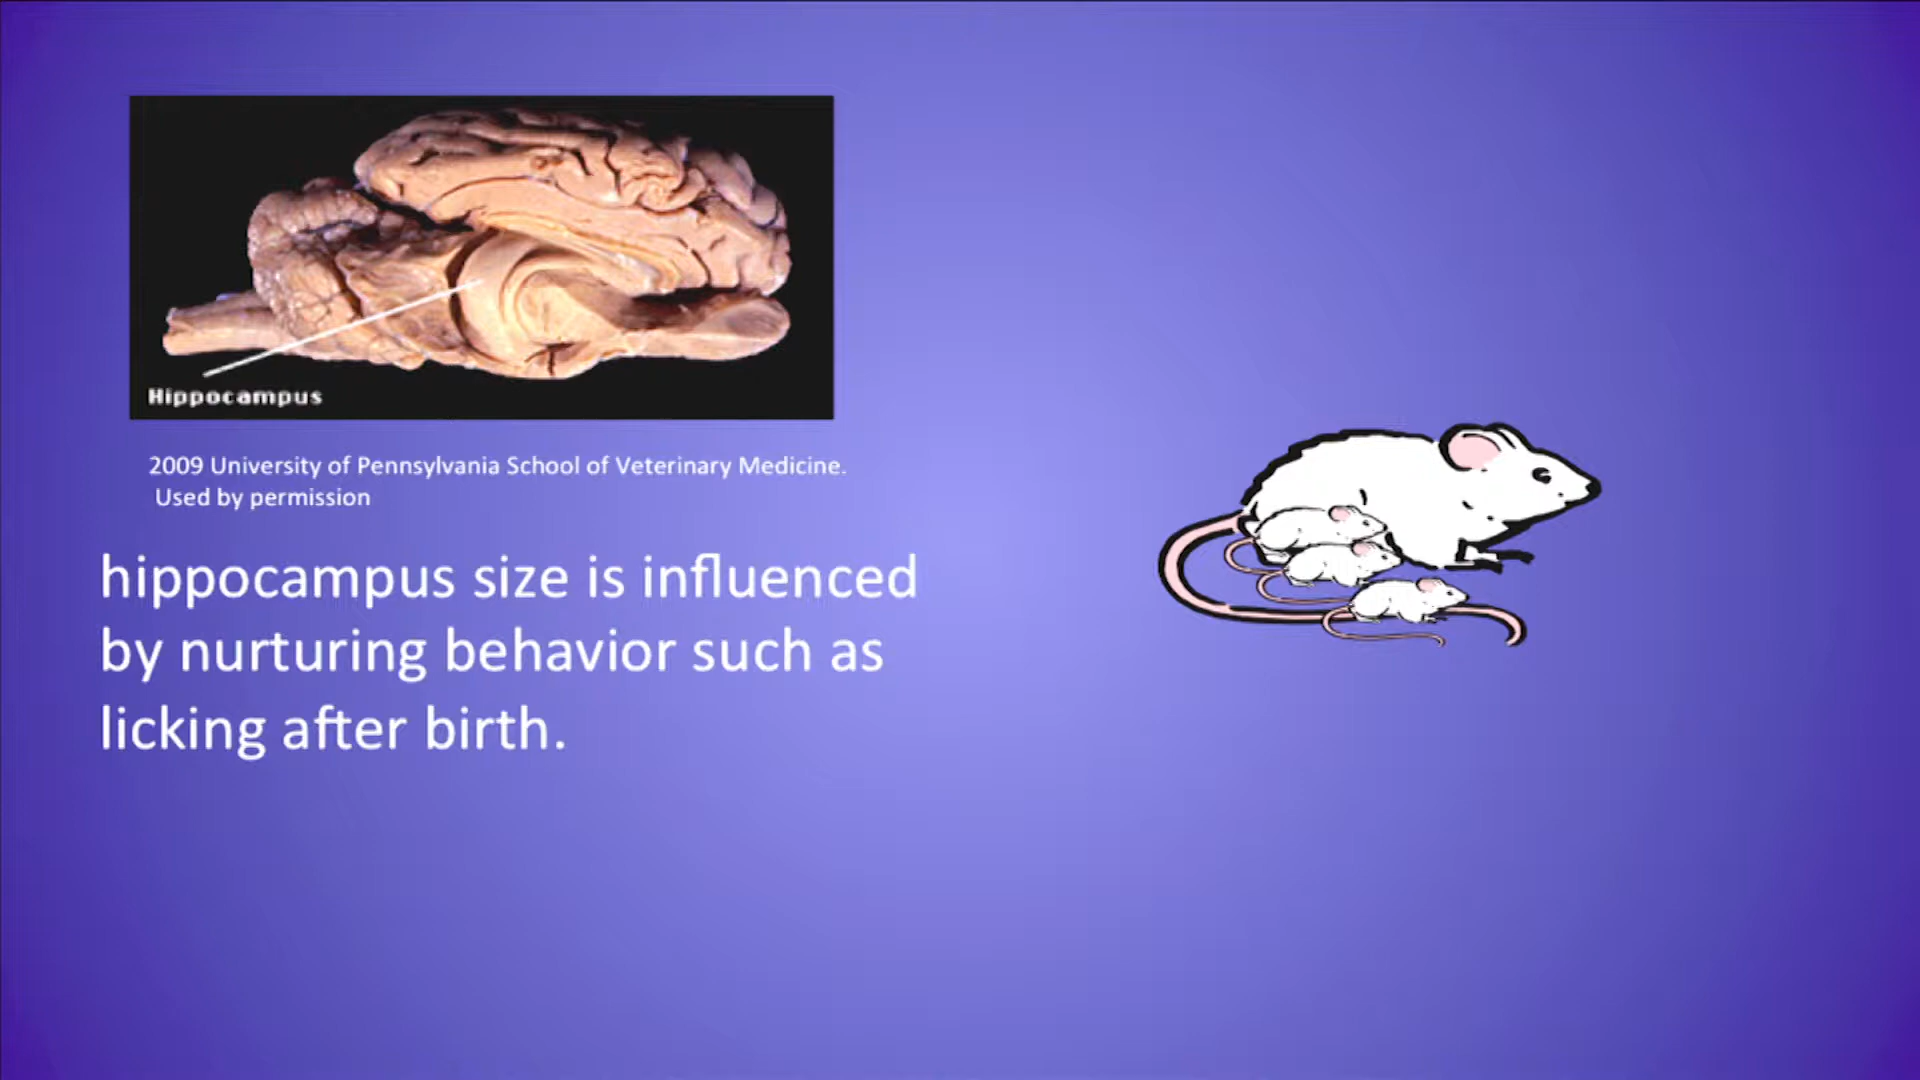 Hippocampus
2009 University of Pennsylvania School of Veterinary Medicine.
Used by permission
hippocampus size is influenced
by nurturing behavior such as
licking after birth.